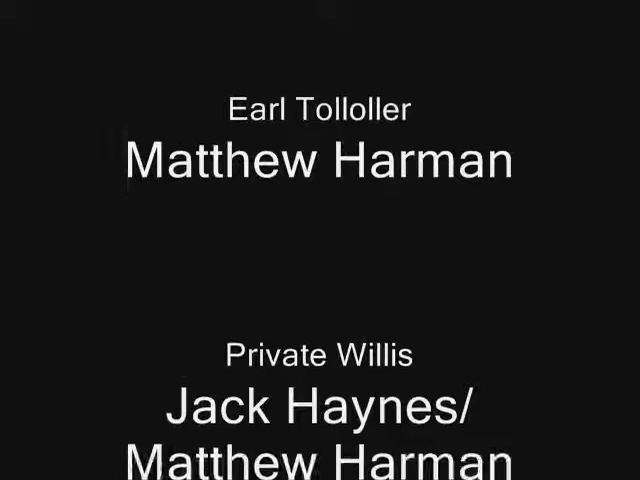 Earl Tolloller
Matthew Harman
Private Willis
Jack Haynes/
Matthew Harman